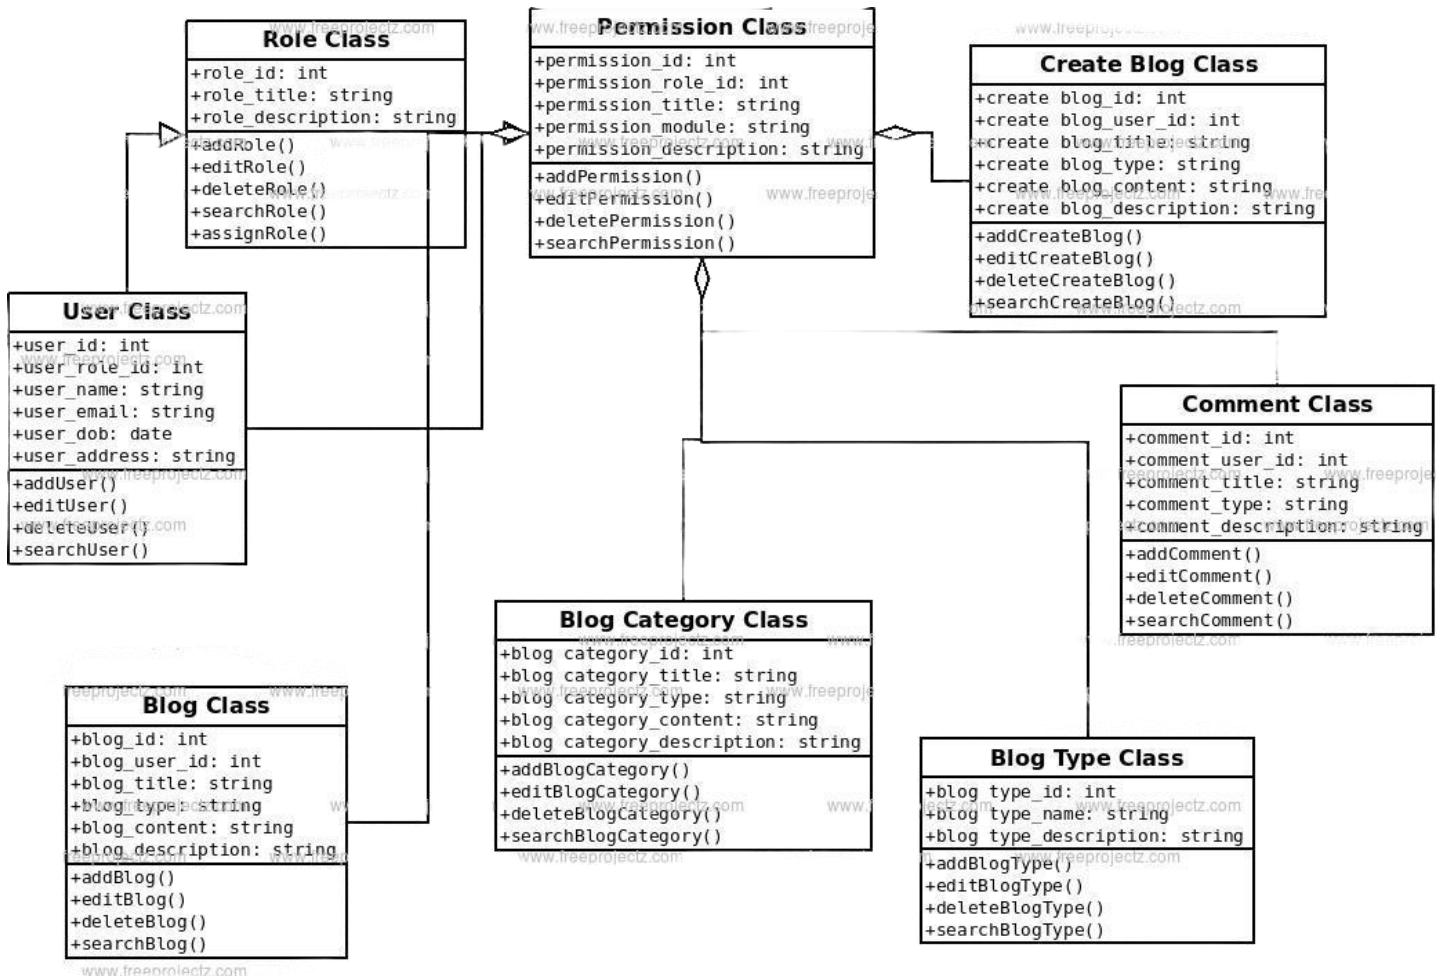 Role Class
+role_id: int
+role_title: string
+role_description: string
+addRole()
+editRole()
+deleteRole()
+searchRole()
+assignRole()
Permission Class
+permission_id: int
+permission_role_id: int
+permission_title: string
+permission_module: string
+permission_description: string
+addPermission()
+editPermission()
+deletePermission()
+searchPermission()
Create Blog Class
+create blog_id: int
+create blog_user_id: int
+create blog_title: string
+create blog_type: string
+create blog_content: string
+create blog_description: string
+addCreateBlog()
+editCreateBlog()
+deleteCreateBlog()
+searchCreateBlog()
User Class
+user_id: int
+user_role_id: int
+user_name: string
+user_email: string
+user_dob: date
+user_address: string
+addUser()
+editUser()
+deleteUser()
+searchUser()
Comment Class
+comment_id: int
+comment_user_id: int
+comment_title: string
+comment_type: string
+comment_description: string
+addComment()
+editComment()
+deleteComment()
+searchComment()
Blog Category Class
+blog category_id: int
+blog category_title: string
+blog category_type: string
+blog category_content: string
+blog category_description: string
+addBlogCategory()
+editBlogCategory()
+deleteBlogCategory()
+searchBlogCategory()
Blog Class
+blog_id: int
+blog_user_id: int
+blog_title: string
+blog_type: string
+blog_content: string
+blog_description: string
+addBlog()
+editBlog()
+deleteBlog()
+searchBlog()
Blog Type Class
+blog type_id: int
+blog type_name: string
+blog type_description: string
+addBlogType()
+editBlogType()
+deleteBlogType()
+searchBlogType()
www.freeprojectz.com